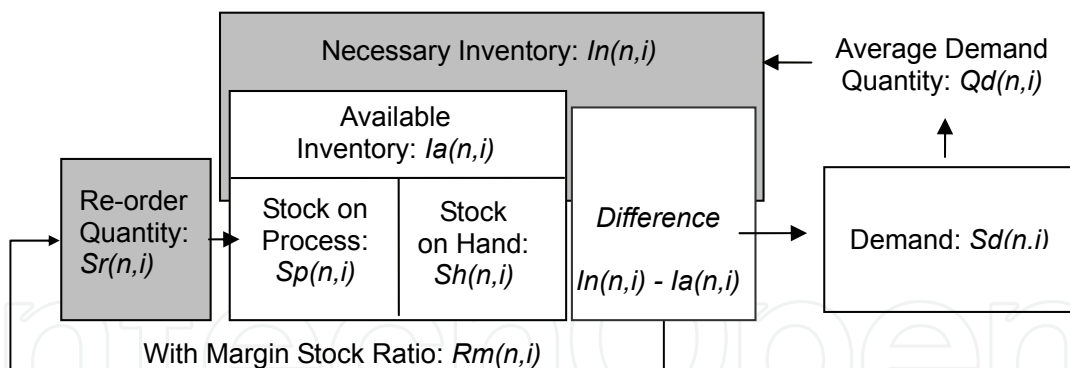 Necessary Inventory: In(n,i)
Average Demand
Quantity: Qd(n,i)
Available
Inventory: Ia(n,i)
Re-order
Quantity:
Sr(n,i)
Stock on
Process:
Sp(n,i)
Stock
on Hand:
Sh(n,i)
Difference
In(n,i) - Ia(n,i)
Demand: Sd(n,i)
With Margin Stock Ratio: Rm(n,i)